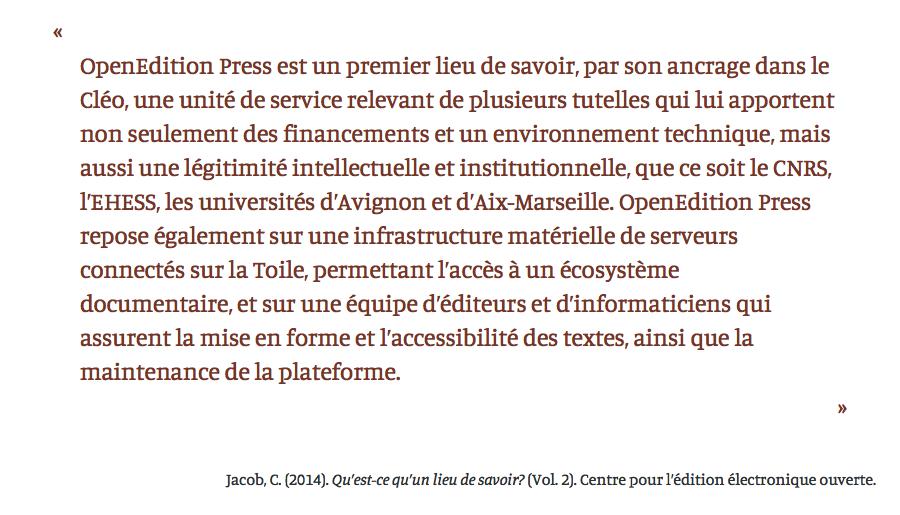 «
OpenEdition Press est un premier lieu de savoir, par son ancrage dans le
Cléo, une unité de service relevant de plusieurs tutelles qui lui apportent
non seulement des financements et un environnement technique, mais
aussi une légitimité intellectuelle et institutionnelle, que ce soit le CNRS,
l’EHESS, les universités d’Avignon et d’Aix-Marseille. OpenEdition Press
repose également sur une infrastructure matérielle de serveurs
connectés sur la Toile, permettant l’accès à un écosystème
documentaire, et sur une équipe d’éditeurs et d’informaticiens qui
assurent la mise en forme et l’accessibilité des textes, ainsi que la
maintenance de la plateforme.
»
Jacob, C. (2014). Qu’est-ce qu’un lieu de savoir? (Vol. 2). Centre pour l’édition électronique ouverte.